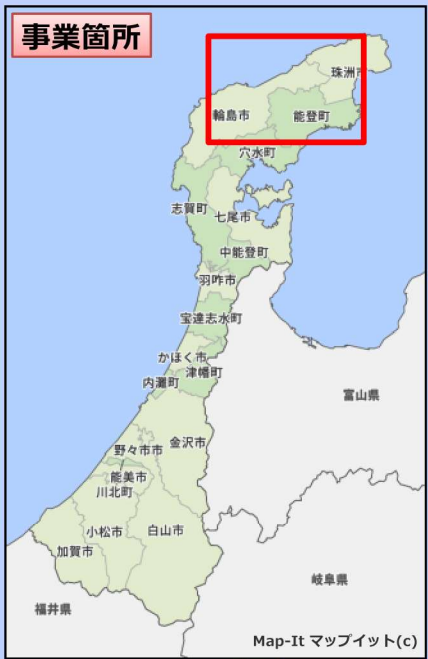 事業箇所
珠洲市
輪島市
能登町
穴水町
志賀町
七尾市
中能登町
羽咋市
宝達志水町
かほく市
津幡町
内灘町
富山県
金沢市
野々市市
能美市
川北町
小松市
白山市
加賀市
岐阜県
福井県
Map-It マップイット(c)